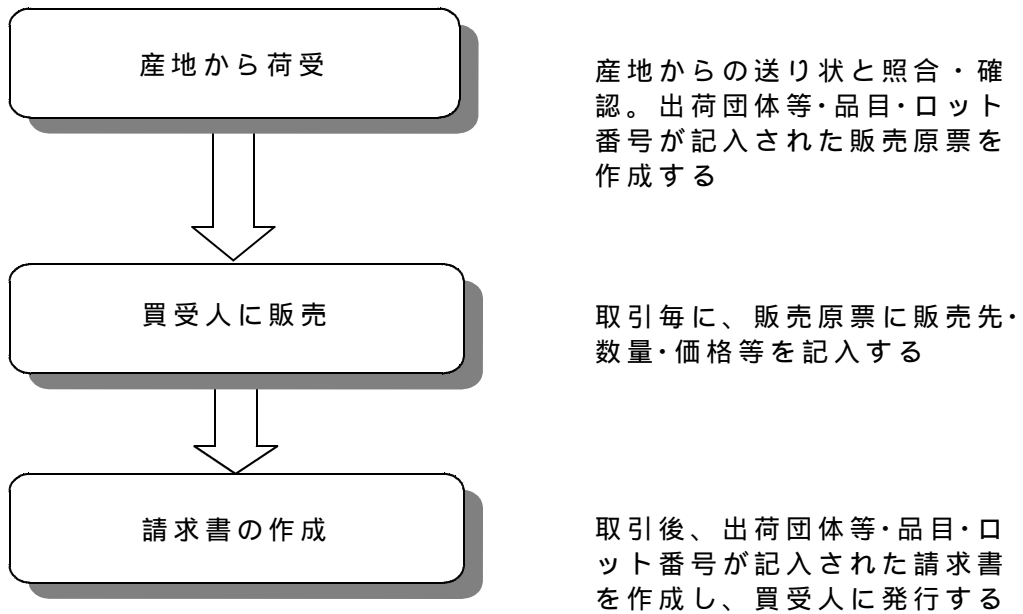 産地から荷受
産地からの送り状と照合・確
認。出荷団体等・品目・ロット
番号が記入された販売原票を
作成する
買受人に販売
取引毎に、販売原票に販売先・
数量・価格等を記入する
請求書の作成
取引後、出荷団体等・品目・ロ
ット番号が記入された請求書
を作成し、買受人に発行する